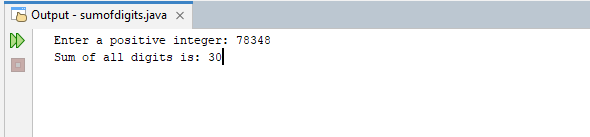 Output - sumofdigits.java
Enter a positive integer: 78348
Sum of all digits is: 30